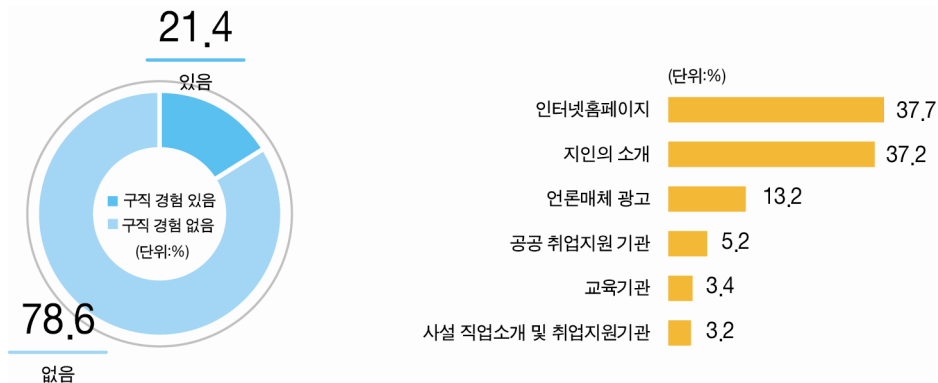 21.4
있음
구직 경험 있음
구직 경험 없음
(단위:%)
78.6
없음
(단위:%)
인터넷홈페이지 37.7
지인의 소개 37.2
언론매체 광고 13.2
공공 취업지원 기관 5.2
교육기관 3.4
사설 직업소개 및 취업지원기관 3.2